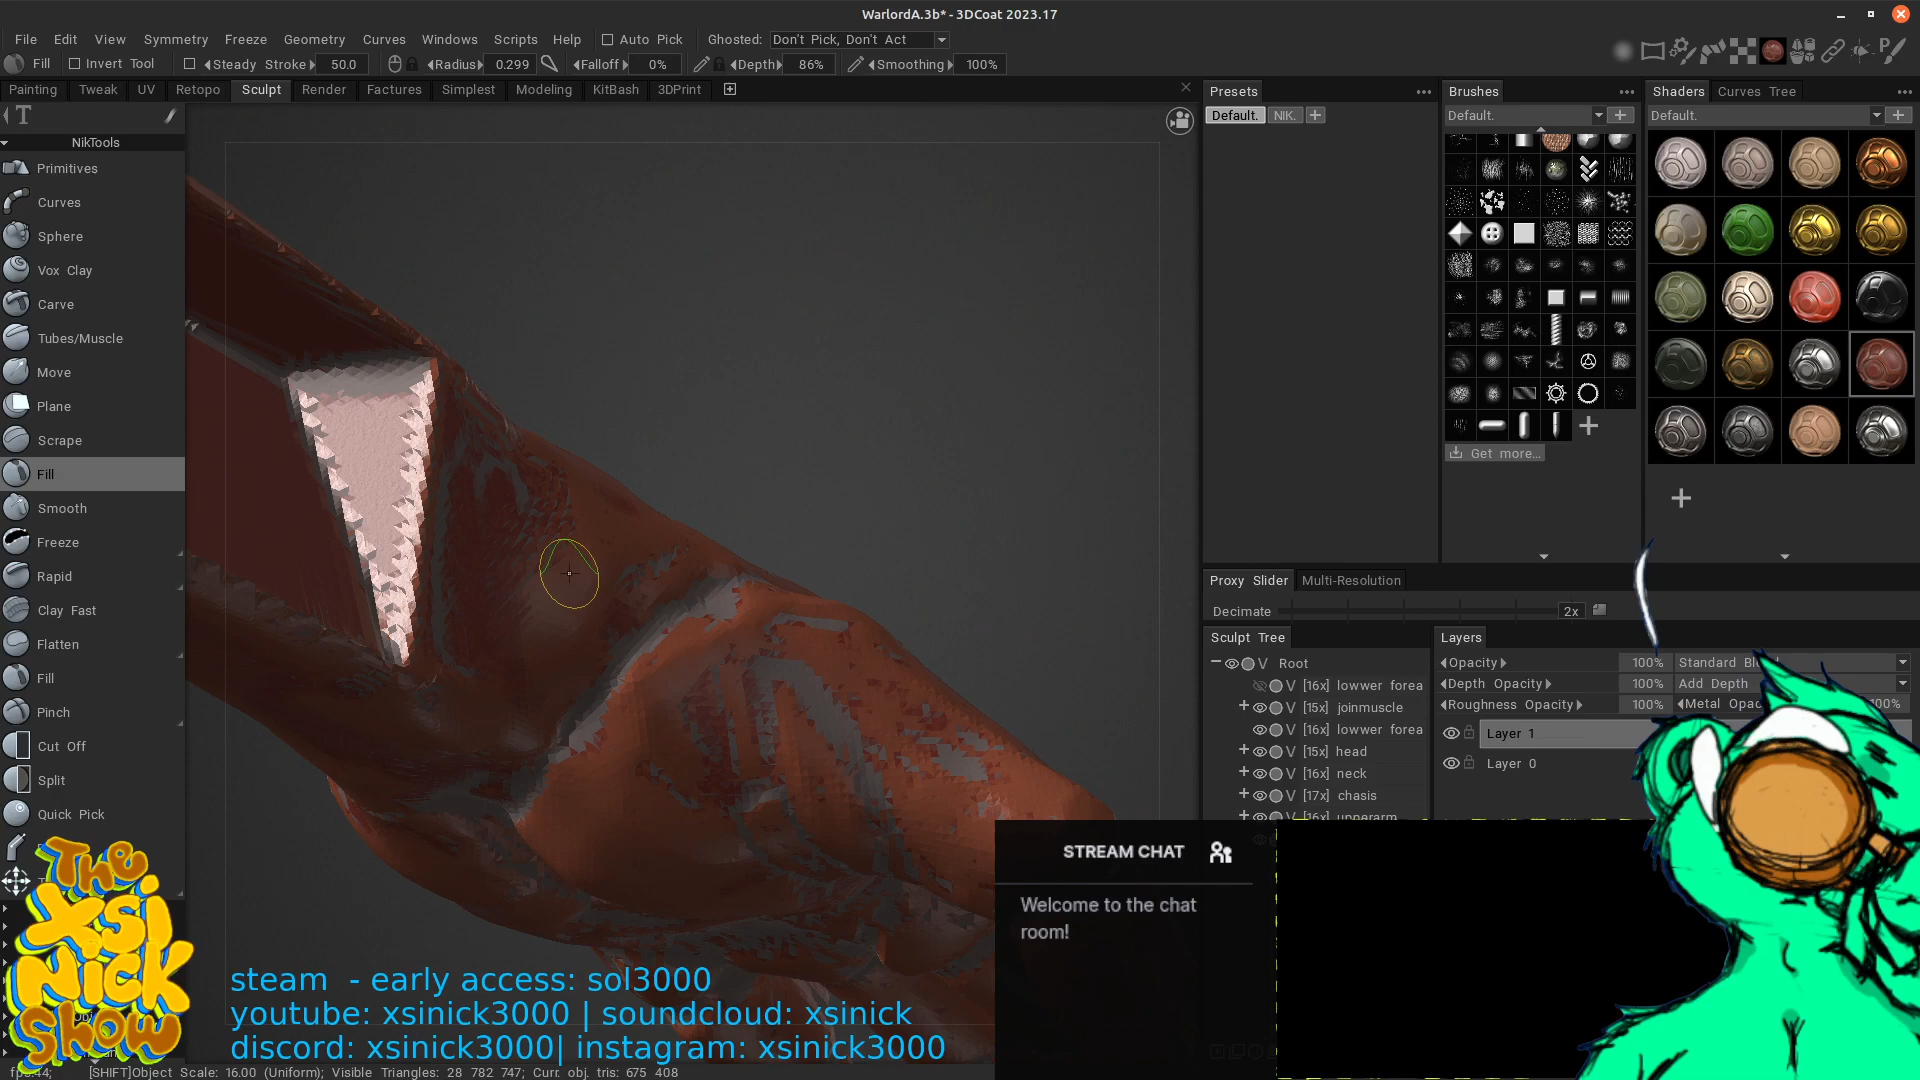 WarlordA.3b* - 3DCoat 2023.17
File Edit View Symmetry Freeze Geometry Curves Windows Scripts Help Auto Pick Ghosted: Don't Pick, Don't Act
Fill Invert Tool Steady Stroke 50.0 Radius 0.299 Falloff 0% Depth 86% Smoothing 100%
Painting Tweak UV Retopo Sculpt Render Factures Simplest Modeling KitBash 3DPrint
NikTools
Primitives
Curves
Sphere
Vox Clay
Carve
Tubes/Muscle
Move
Plane
Scrape
Fill
Smooth
Freeze
Rapid
Clay Fast
Flatten
Fill
Pinch
Cut Off
Split
Quick Pick
Presets
Default. NIK.
Brushes
Default.
Get more...
Shaders Curves Tree
Default.
Proxy Slider Multi-Resolution
Decimate 2x
Sculpt Tree
Root
[16x] lowwer forea
[15x] joinmuscle
[16x] lowwer forea
[15x] head
[16x] neck
[17x] chasis
[16x] upperarm
Layers
Opacity 100% Standard Ble
Depth Opacity 100% Add Depth
Roughness Opacity 100% Metal Opac 100%
Layer 1
Layer 0
STREAM CHAT
Welcome to the chat
room!
The
Xsi
Nick
Show
steam - early access: sol3000
youtube: xsinick3000 | soundcloud: xsinick
discord: xsinick3000| instagram: xsinick3000
fps:44; [SHIFT]Object Scale: 16.00 (Uniform); Visible Triangles: 28 782 747; Curr. obj. tris: 675 408